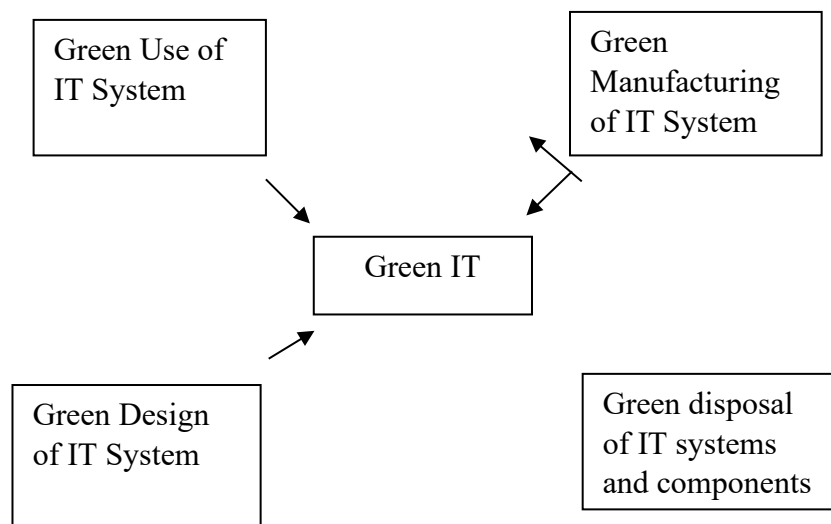 Green Use of
IT System
Green
Manufacturing
of IT System
Green IT
Green Design
of IT System
Green disposal
of IT systems
and components